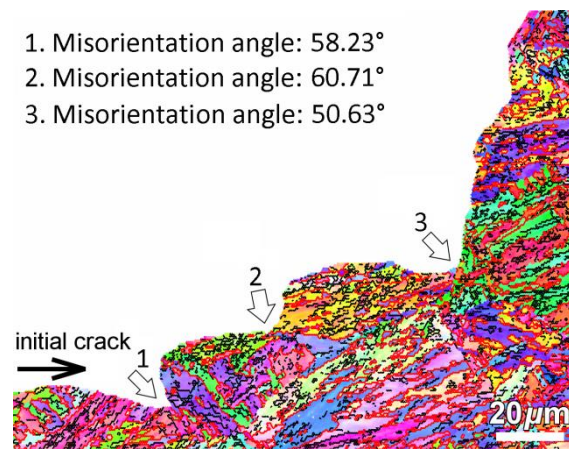 1. Misorientation angle: 58.23°
2. Misorientation angle: 60.71°
3. Misorientation angle: 50.63°
3
2
initial crack
1
20 µm